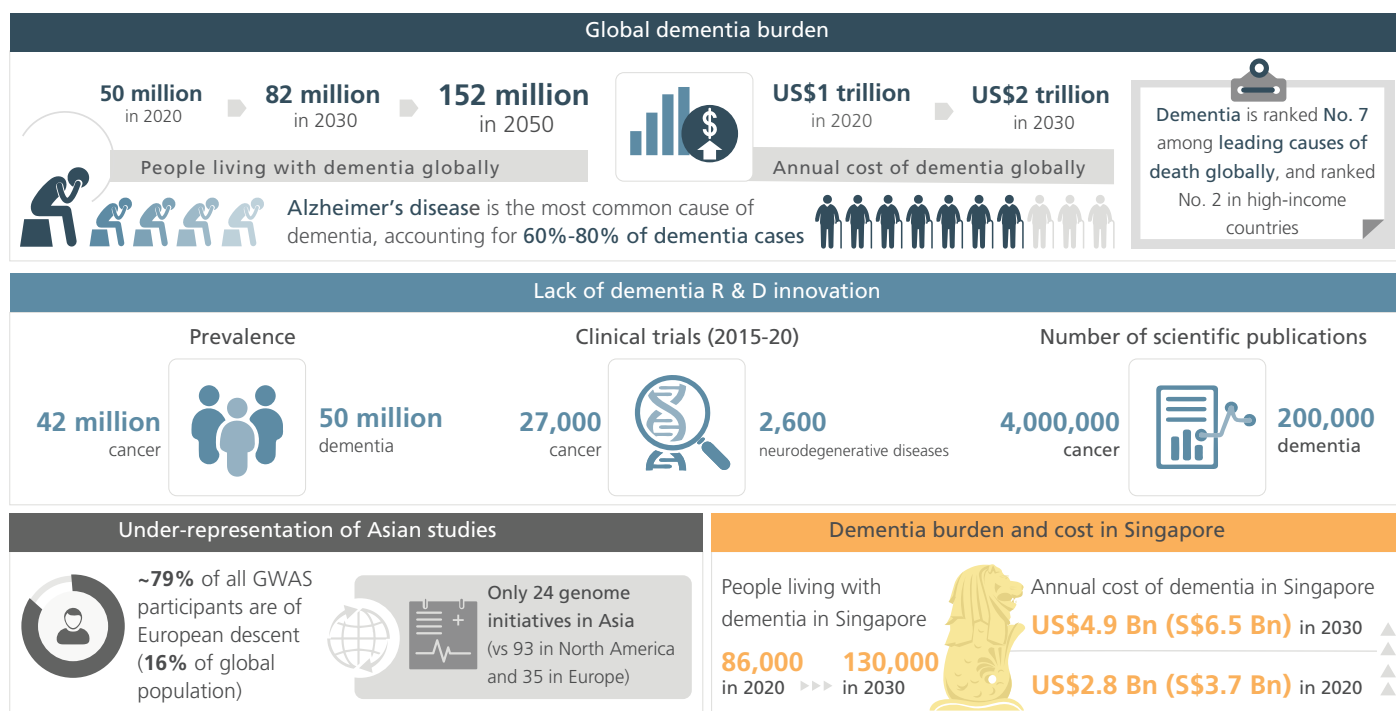 Global dementia burden
50 million
in 2020
82 million
in 2030
152 million
in 2050
People living with dementia globally
$
US$1 trillion
in 2020
US$2 trillion
in 2030
Annual cost of dementia globally
Alzheimer's disease is the most common cause of
dementia, accounting for 60%-80% of dementia cases
Dementia is ranked No. 7
among leading causes of
death globally, and ranked
No. 2 in high-income
countries
Lack of dementia R & D innovation
Prevalence
42 million
cancer
50 million
dementia
Clinical trials (2015-20)
27,000
cancer
2,600
neurodegenerative diseases
Number of scientific publications
4,000,000
cancer
200,000
dementia
Under-representation of Asian studies
~79% of all GWAS
participants are of
European descent
(16% of global
population)
Only 24 genome
initiatives in Asia
(vs 93 in North America
and 35 in Europe)
Dementia burden and cost in Singapore
People living with
dementia in Singapore
86,000
in 2020
130,000
in 2030
Annual cost of dementia in Singapore
US$4.9 Bn (S$6.5 Bn) in 2030
US$2.8 Bn (S$3.7 Bn) in 2020